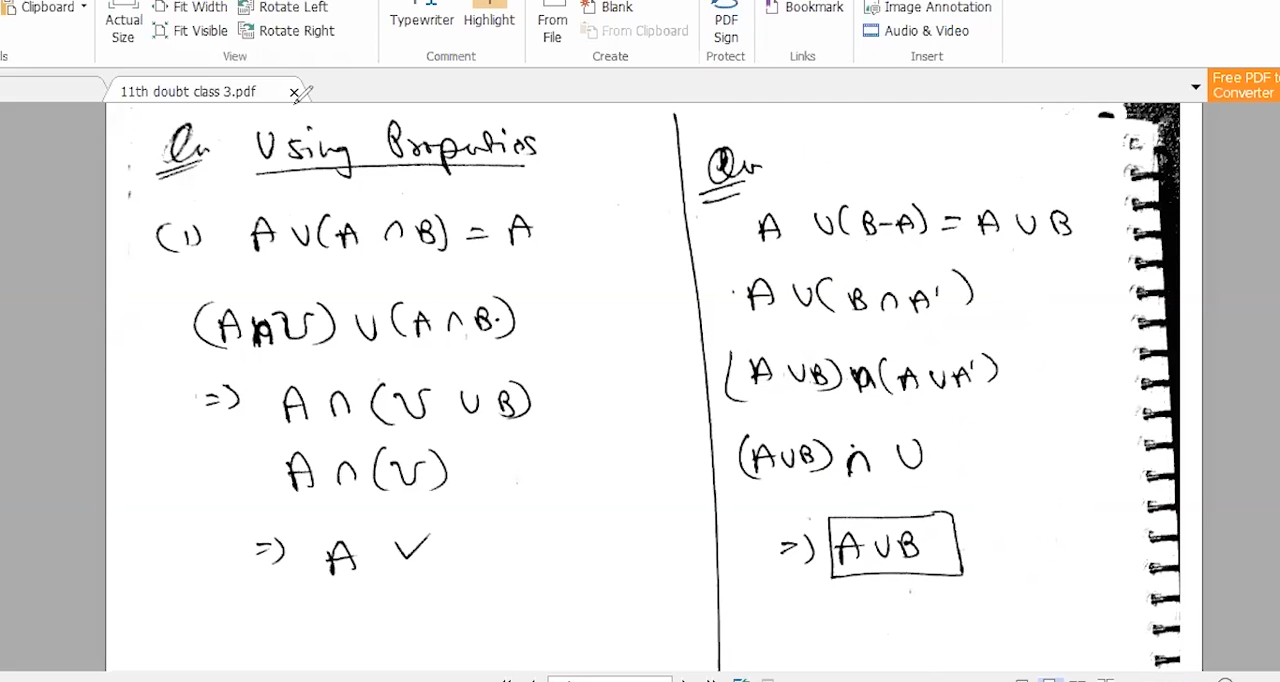 Clipboard
Actual Size
Fit Width
Fit Visible
Rotate Left
Rotate Right
View
Typewriter
Highlight
Comment
From File
Blank
From Clipboard
Create
PDF Sign
Protect
Bookmark
Links
Image Annotation
Audio & Video
Insert
11th doubt class 3.pdf
Free PDF to
Converter
Qn Using Properties
(1) A ∪ (A ∩ B) = A
(A ∩ U) ∪ (A ∩ B)
=> A ∩ (U ∪ B)
A ∩ (U)
=> A ✓
Qn
A ∪ (B-A) = A ∪ B
A ∪ (B ∩ A')
(A ∪ B) ∩ (A ∪ A')
(A ∪ B) ∩ U
=> A ∪ B